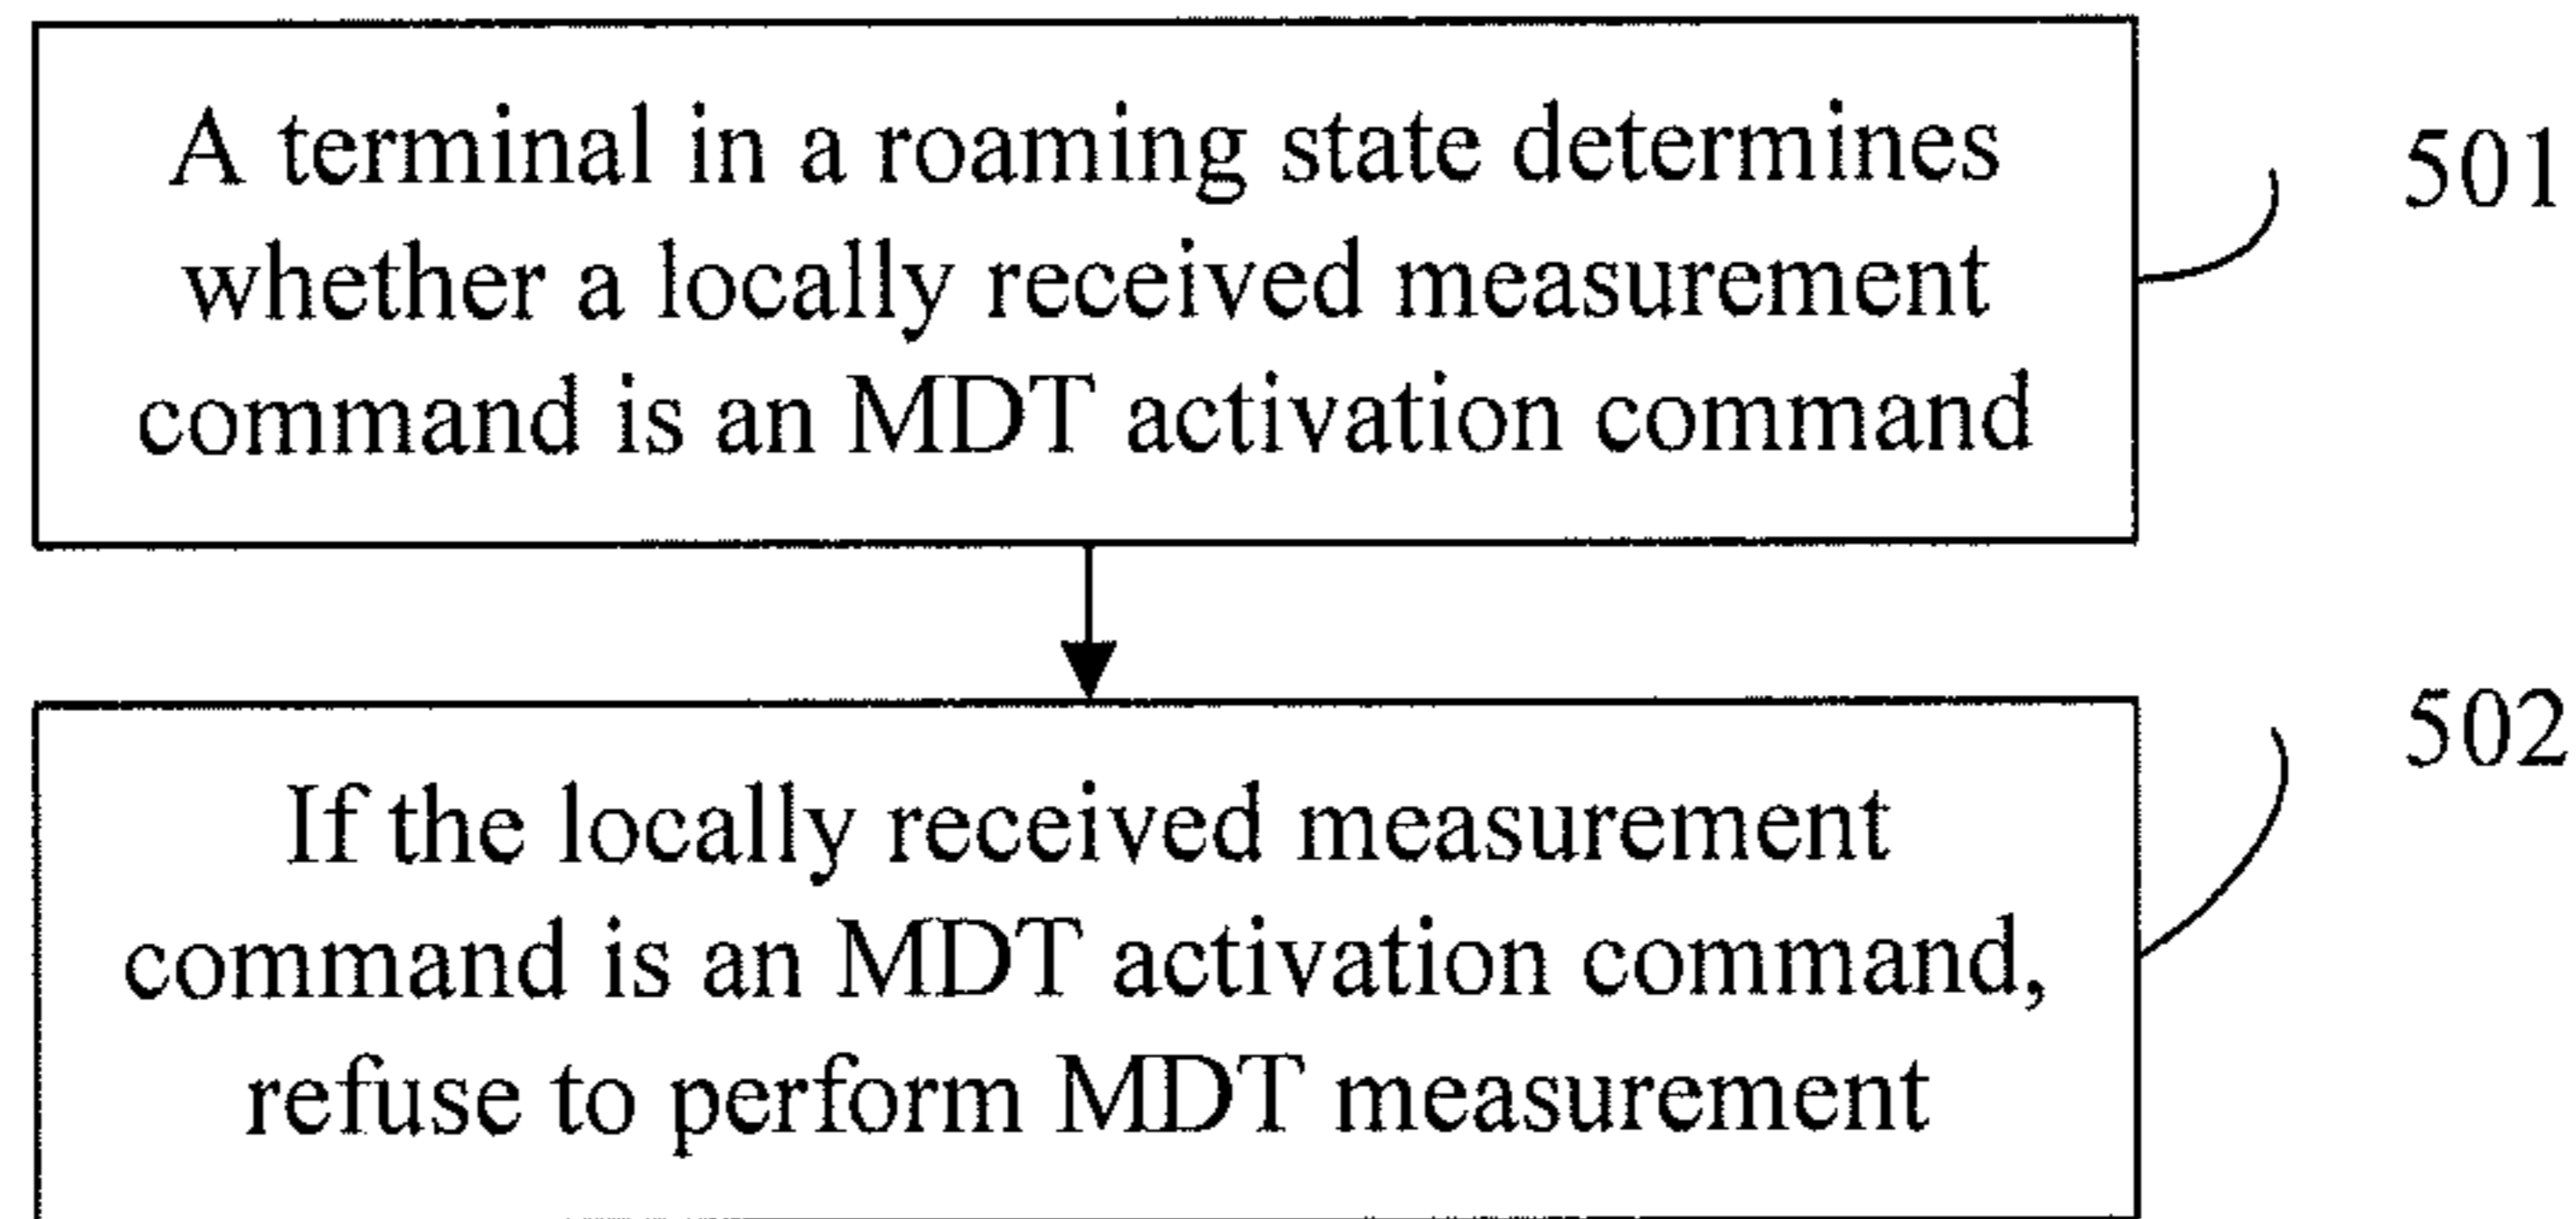 A terminal in a roaming state determines
whether a locally received measurement
command is an MDT activation command
501
If the locally received measurement
command is an MDT activation command,
refuse to perform MDT measurement
502